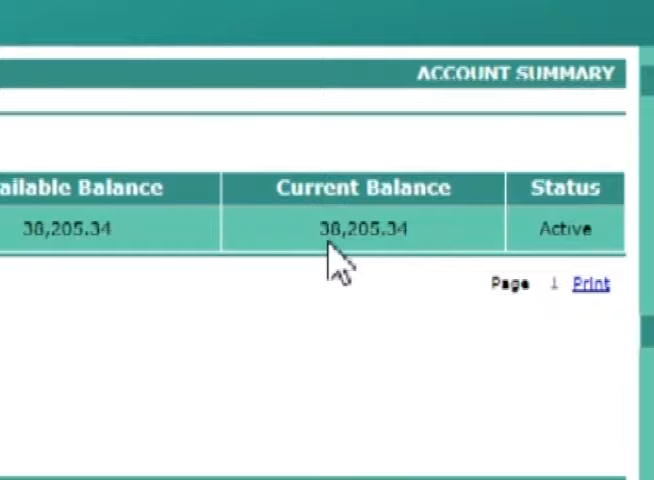 ACCOUNT SUMMARY
ailable Balance Current Balance Status
38,205.34 38,205.34 Active
Page 1 Print